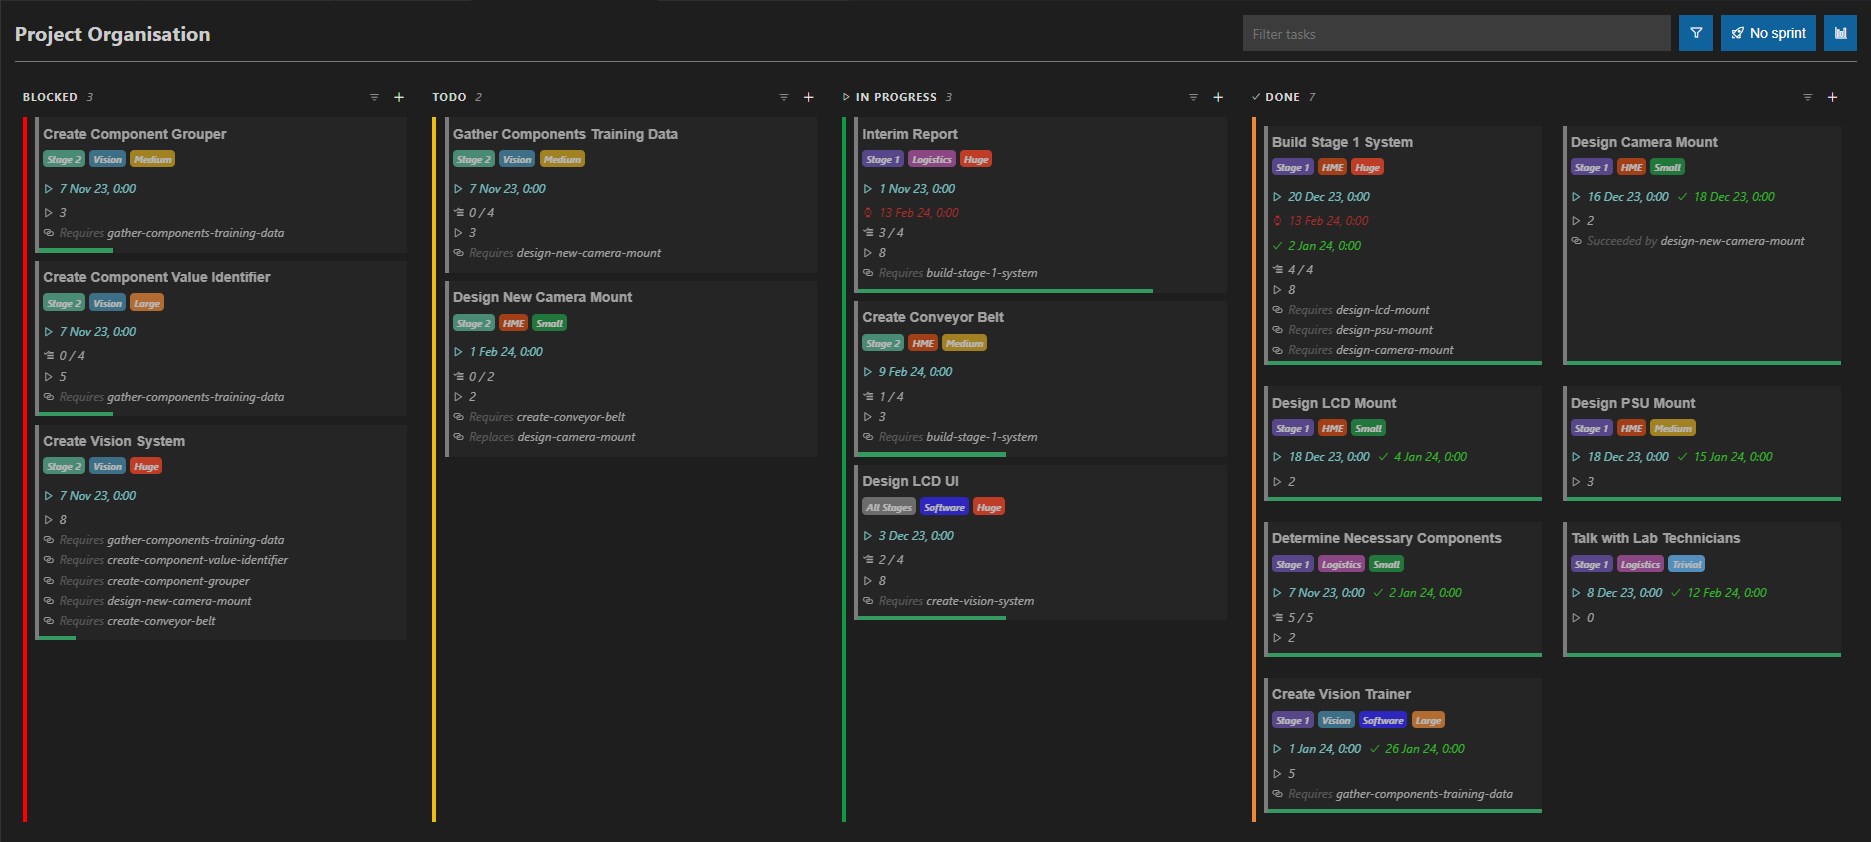 Project Organisation
Filter tasks
No sprint
BLOCKED 3
Create Component Grouper
Stage 2 Vision Medium
7 Nov 23, 0:00
3
Requires gather-components-training-data
Create Component Value Identifier
Stage 2 Vision Large
7 Nov 23, 0:00
0 / 4
5
Requires gather-components-training-data
Create Vision System
Stage 2 Vision Huge
7 Nov 23, 0:00
8
Requires gather-components-training-data
Requires create-component-value-identifier
Requires create-component-grouper
Requires design-new-camera-mount
Requires create-conveyor-belt
TODO 2
Gather Components Training Data
Stage 2 Vision Medium
7 Nov 23, 0:00
0 / 4
3
Requires design-new-camera-mount
Design New Camera Mount
Stage 2 HME Small
1 Feb 24, 0:00
0 / 2
2
Requires create-conveyor-belt
Replaces design-camera-mount
IN PROGRESS 3
Interim Report
Stage 1 Logistics Huge
1 Nov 23, 0:00
13 Feb 24, 0:00
3 / 4
8
Requires build-stage-1-system
Create Conveyor Belt
Stage 2 HME Medium
9 Feb 24, 0:00
1 / 4
3
Requires build-stage-1-system
Design LCD UI
All Stages Software Huge
3 Dec 23, 0:00
2 / 4
8
Requires create-vision-system
DONE 7
Build Stage 1 System
Stage 1 HME Huge
20 Dec 23, 0:00
13 Feb 24, 0:00
2 Jan 24, 0:00
4 / 4
8
Requires design-lcd-mount
Requires design-psu-mount
Requires design-camera-mount
Design Camera Mount
Stage 1 HME Small
16 Dec 23, 0:00 18 Dec 23, 0:00
2
Succeeded by design-new-camera-mount
Design LCD Mount
Stage 1 HME Small
18 Dec 23, 0:00 4 Jan 24, 0:00
2
Design PSU Mount
Stage 1 HME Medium
18 Dec 23, 0:00 15 Jan 24, 0:00
3
Determine Necessary Components
Stage 1 Logistics Small
7 Nov 23, 0:00 2 Jan 24, 0:00
5 / 5
2
Talk with Lab Technicians
Stage 1 Logistics Trivial
8 Dec 23, 0:00 12 Feb 24, 0:00
0
Create Vision Trainer
Stage 1 Vision Software Large
1 Jan 24, 0:00 26 Jan 24, 0:00
5
Requires gather-components-training-data